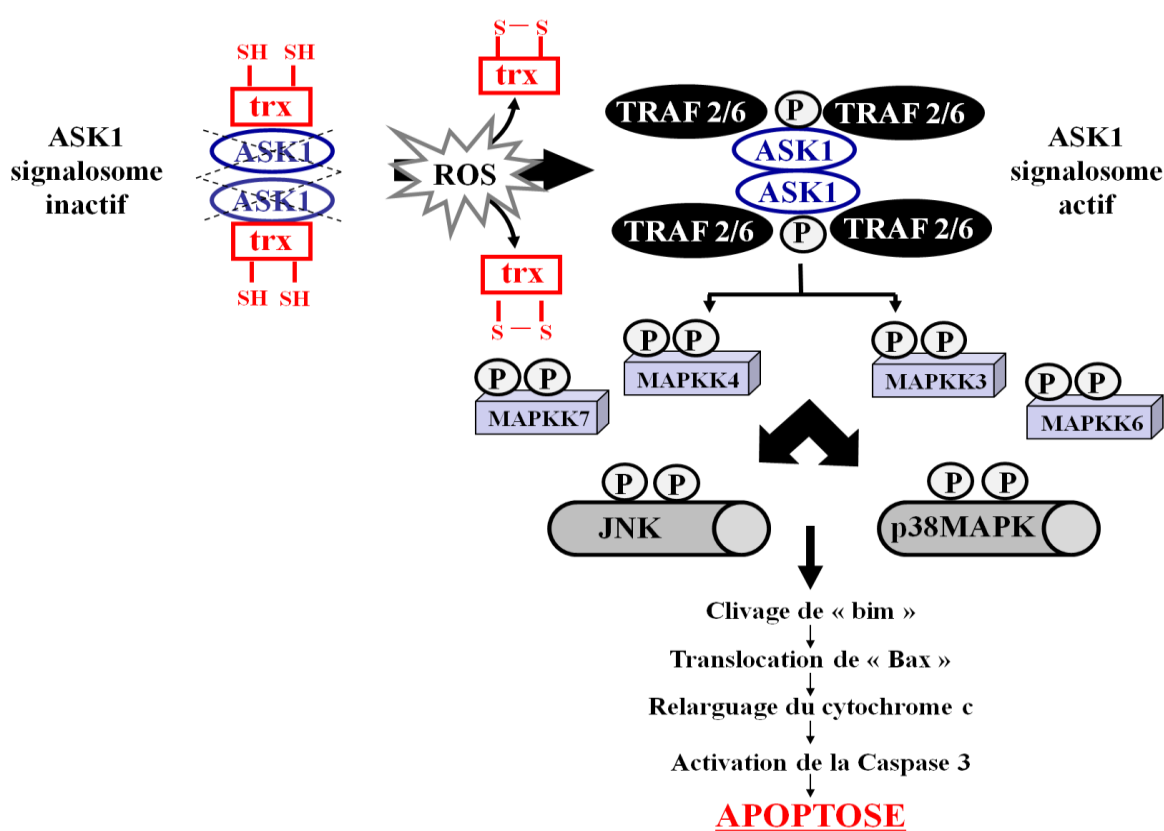 SH SH
trx
ASK1
ASK1
trx
SH SH
ASK1
signalosome
inactif
S — S
trx
ROS
trx
S — S
TRAF 2/6
P
TRAF 2/6
ASK1
ASK1
TRAF 2/6
P
TRAF 2/6
ASK1
signalosome
actif
P P
MAPKK7
P P
MAPKK4
P P
MAPKK3
P P
MAPKK6
P P
JNK
P P
p38MAPK
Clivage de « bim »
Translocation de « Bax »
Relarguage du cytochrome c
Activation de la Caspase 3
APOPTOSE